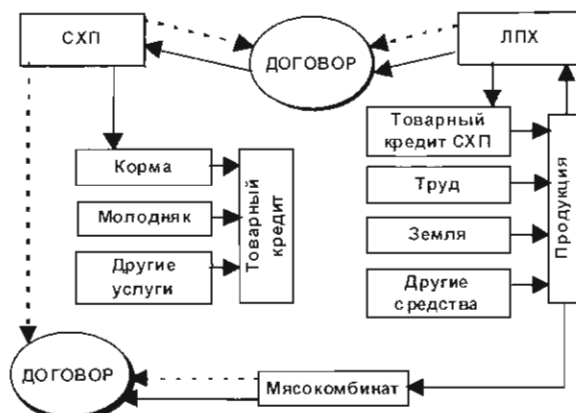 СХП
ДОГОВОР
ЛПХ
Товарный
кредит СХП
Корма
Труд
Молодняк
Земля
Другие
услуги
Другие
средства
Товарный
кредит
Продукция
ДОГОВОР
Мясокомбинат